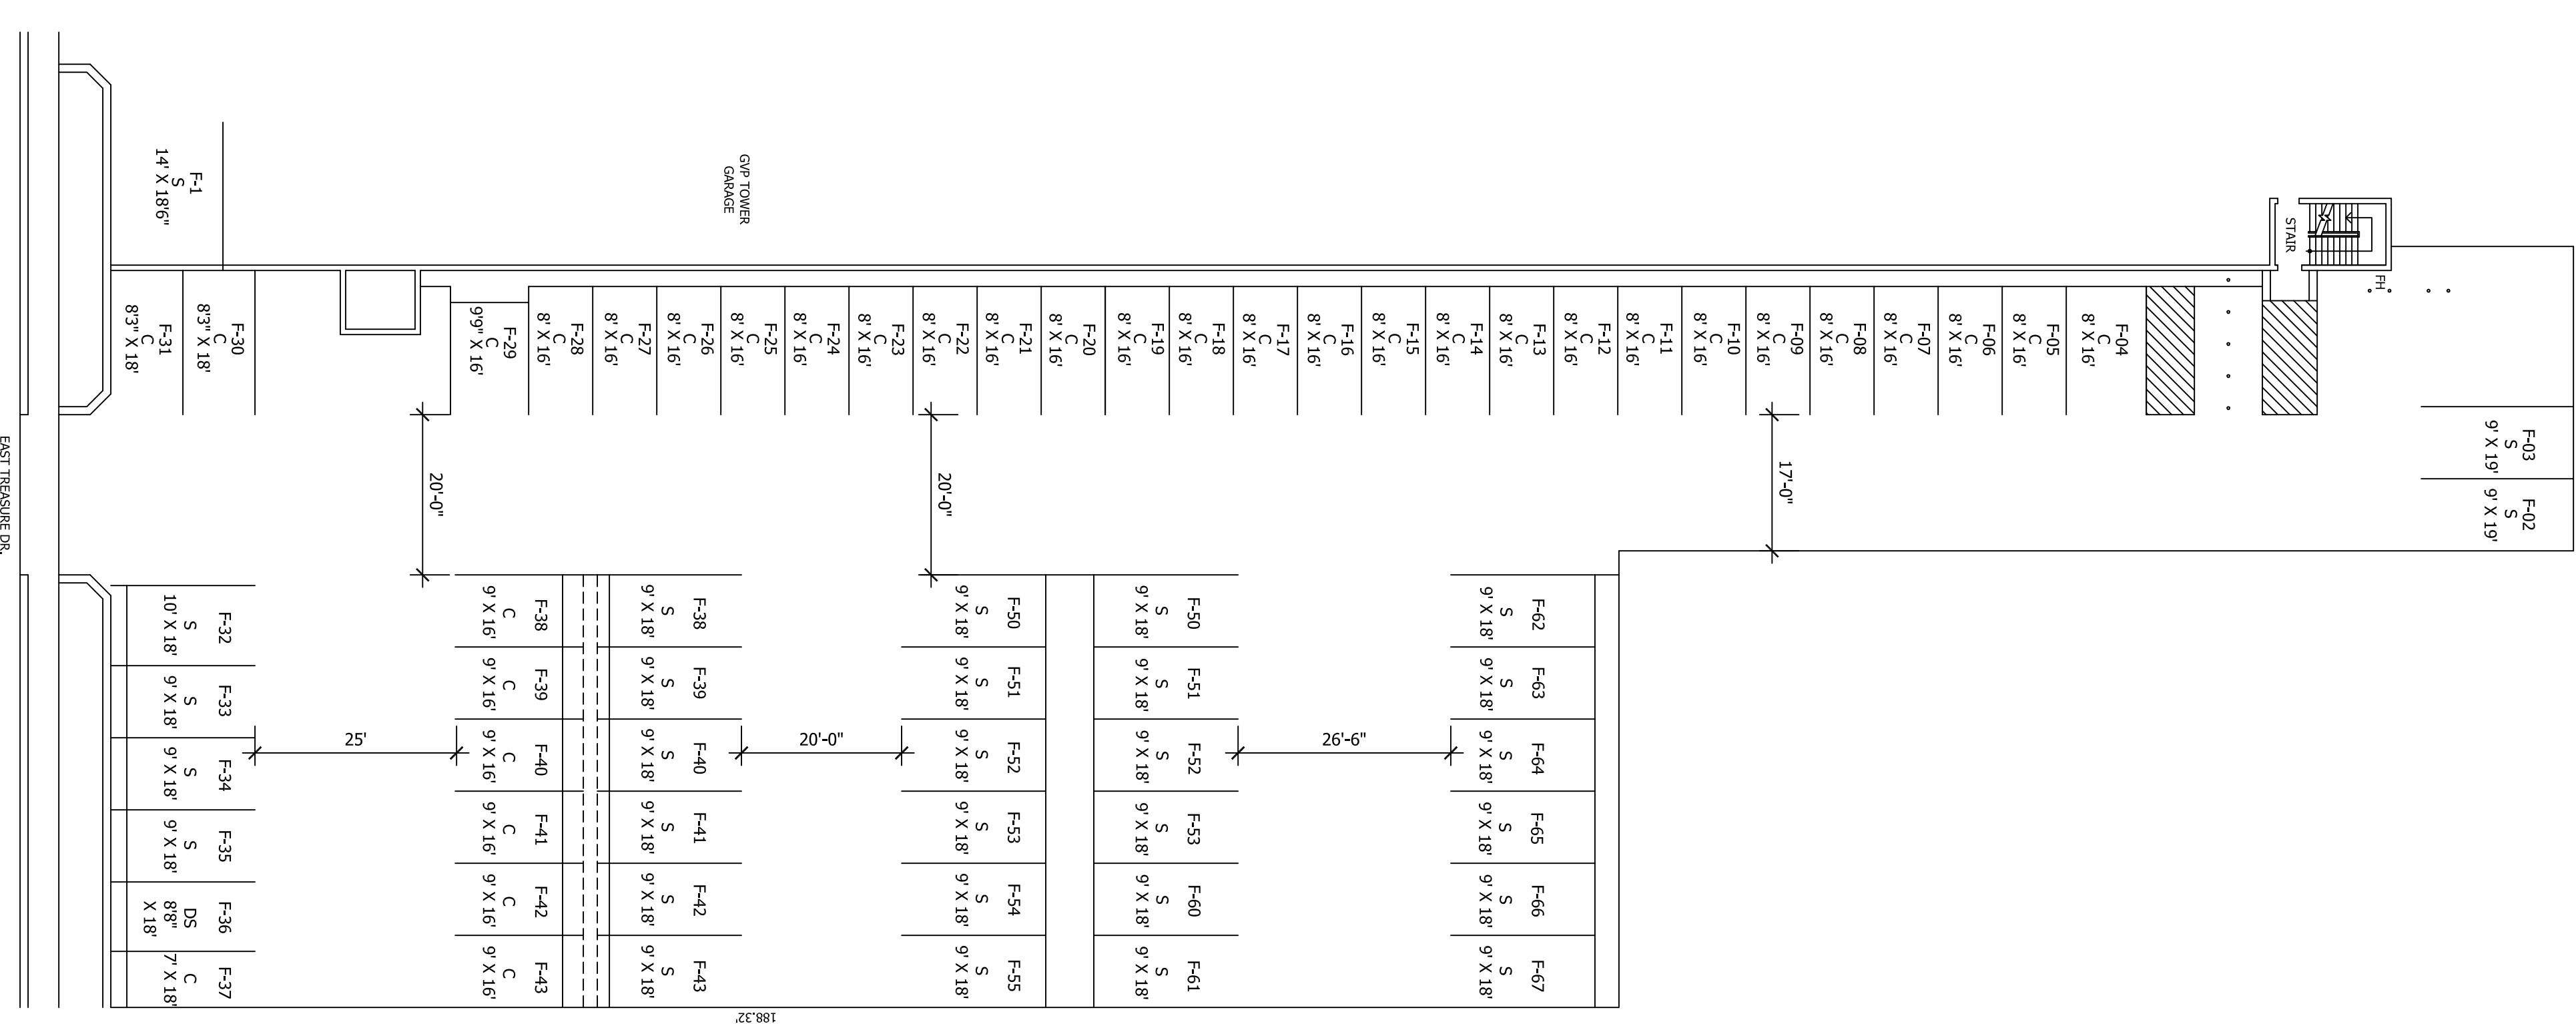 F-1
S
14' X 18'6"
GVP TOWER
GARAGE
STAIR
FH
F-31
C
8'3" X 18'
F-30
C
8'3" X 18'
F-29
C
9'9" X 16'
F-28
C
8' X 16'
F-27
C
8' X 16'
F-26
C
8' X 16'
F-25
C
8' X 16'
F-24
C
8' X 16'
F-23
C
8' X 16'
F-22
C
8' X 16'
F-21
C
8' X 16'
F-20
C
8' X 16'
F-19
C
8' X 16'
F-18
C
8' X 16'
F-17
C
8' X 16'
F-16
C
8' X 16'
F-15
C
8' X 16'
F-14
C
8' X 16'
F-13
C
8' X 16'
F-12
C
8' X 16'
F-11
C
8' X 16'
F-10
C
8' X 16'
F-09
C
8' X 16'
F-08
C
8' X 16'
F-07
C
8' X 16'
F-06
C
8' X 16'
F-05
C
8' X 16'
F-04
C
8' X 16'
F-03
S
9' X 19'
F-02
S
9' X 19'
20'-0"
20'-0"
17'-0"
EAST TREASURE DR.
F-32
S
10' X 18'
F-33
S
9' X 18'
F-34
S
9' X 18'
F-35
S
9' X 18'
F-36
DS
8'8"
X 18'
F-37
C
7' X 18'
25'
F-38
C
9' X 16'
F-39
C
9' X 16'
F-40
C
9' X 16'
F-41
C
9' X 16'
F-42
C
9' X 16'
F-43
C
9' X 16'
F-38
S
9' X 18'
F-39
S
9' X 18'
F-40
S
9' X 18'
F-41
S
9' X 18'
F-42
S
9' X 18'
F-43
S
9' X 18'
20'-0"
F-50
S
9' X 18'
F-51
S
9' X 18'
F-52
S
9' X 18'
F-53
S
9' X 18'
F-54
S
9' X 18'
F-55
S
9' X 18'
F-50
S
9' X 18'
F-51
S
9' X 18'
F-52
S
9' X 18'
F-53
S
9' X 18'
F-60
S
9' X 18'
F-61
S
9' X 18'
26'-6"
F-62
S
9' X 18'
F-63
S
9' X 18'
F-64
S
9' X 18'
F-65
S
9' X 18'
F-66
S
9' X 18'
F-67
S
9' X 18'
188.32'